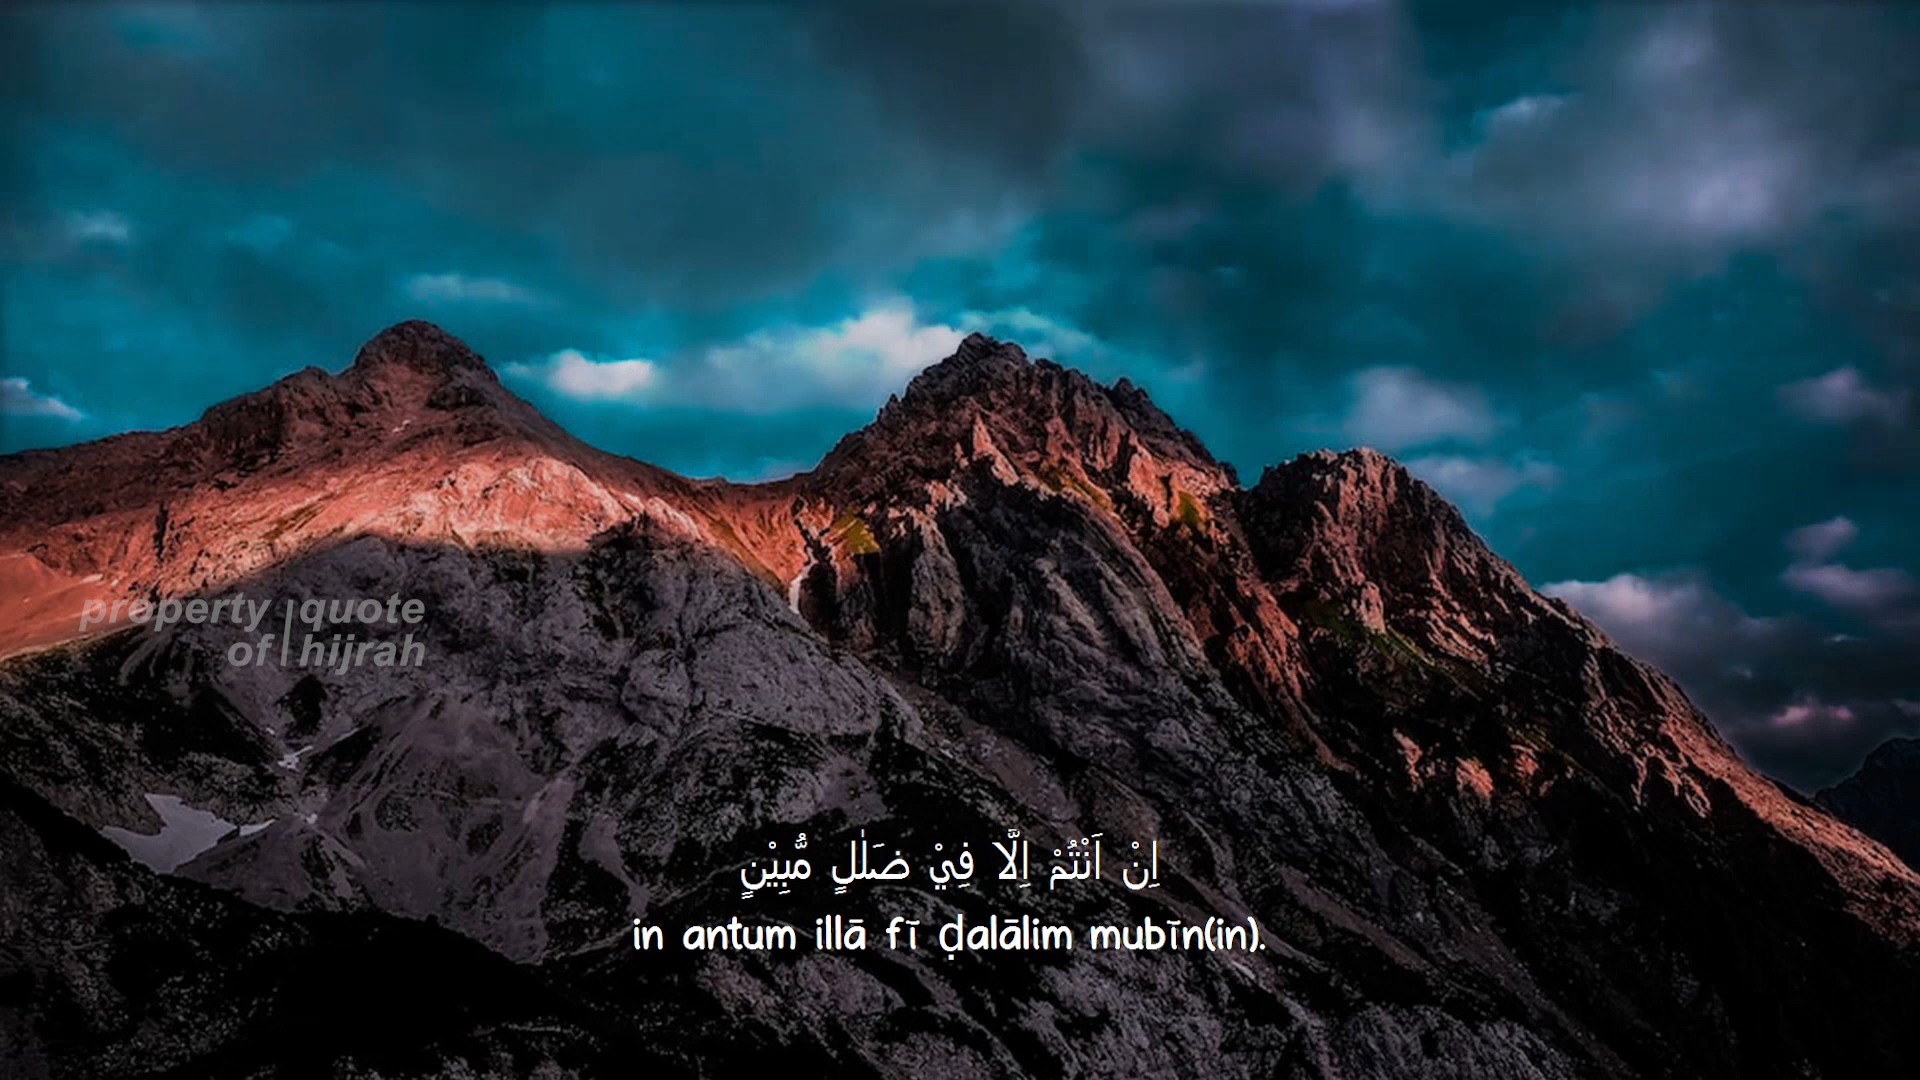 property | quote
of | hijrah
اِنْ اَنْتُمْ اِلَّا فِيْ ضَلٰلٍ مُّبِيْنٍ
in antum illā fī ḍalālim mubīn(in).